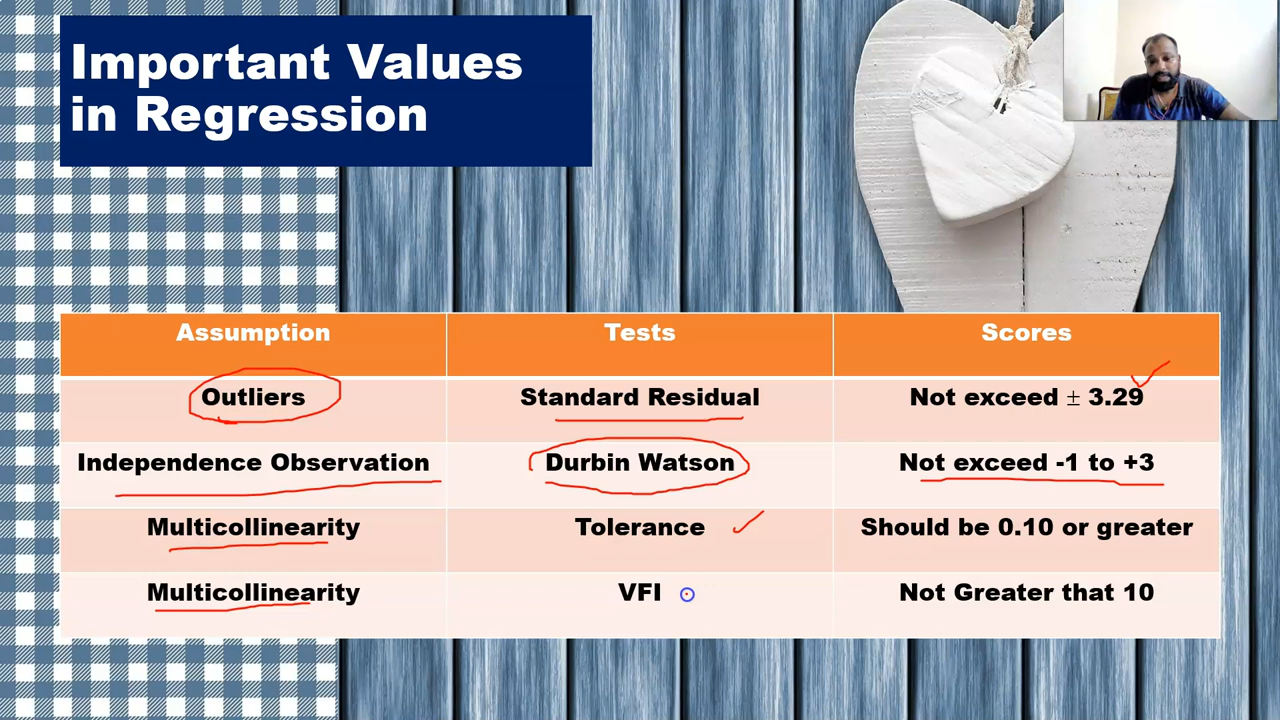 Important Values
in Regression
Assumption Tests Scores
Outliers Standard Residual Not exceed ± 3.29
Independence Observation Durbin Watson Not exceed -1 to +3
Multicollinearity Tolerance Should be 0.10 or greater
Multicollinearity VFI Not Greater that 10